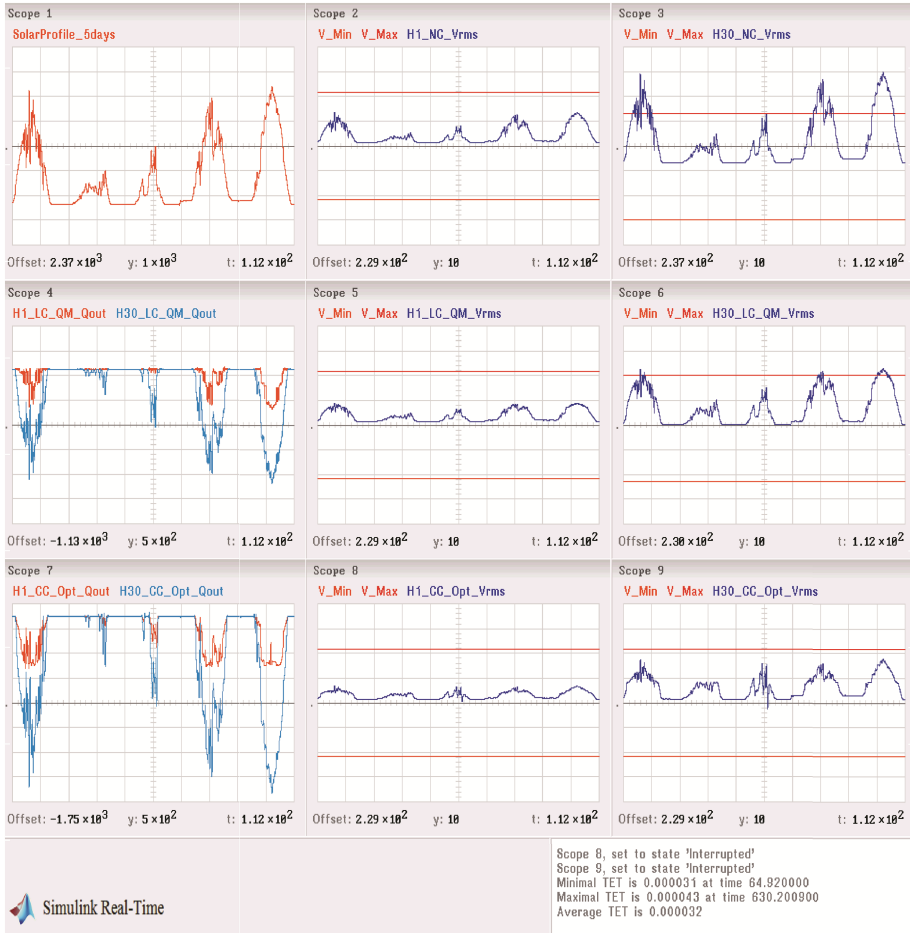 Scope 1
SolarProfile_5days
Offset: 2.37×10³ y: 1×10³ t: 1.12×10²
Scope 2
V_Min V_Max H1_NC_Vrms
Offset: 2.29×10² y: 10 t: 1.12×10²
Scope 3
V_Min V_Max H30_NC_Vrms
Offset: 2.37×10² y: 10 t: 1.12×10²
Scope 4
H1_LC_QM_Qout H30_LC_QM_Qout
Offset: -1.13×10³ y: 5×10² t: 1.12×10²
Scope 5
V_Min V_Max H1_LC_QM_Vrms
Offset: 2.29×10² y: 10 t: 1.12×10²
Scope 6
V_Min V_Max H30_LC_QM_Vrms
Offset: 2.30×10² y: 10 t: 1.12×10²
Scope 7
H1_CC_Opt_Qout H30_CC_Opt_Qout
Offset: -1.75×10³ y: 5×10² t: 1.12×10²
Scope 8
V_Min V_Max H1_CC_Opt_Vrms
Offset: 2.29×10² y: 10 t: 1.12×10²
Scope 9
V_Min V_Max H30_CC_Opt_Vrms
Offset: 2.29×10² y: 10 t: 1.12×10²
Simulink Real-Time
Scope 8, set to state 'Interrupted'
Scope 9, set to state 'Interrupted'
Minimal TET is 0.000031 at time 64.920000
Maximal TET is 0.000043 at time 630.200900
Average TET is 0.000032